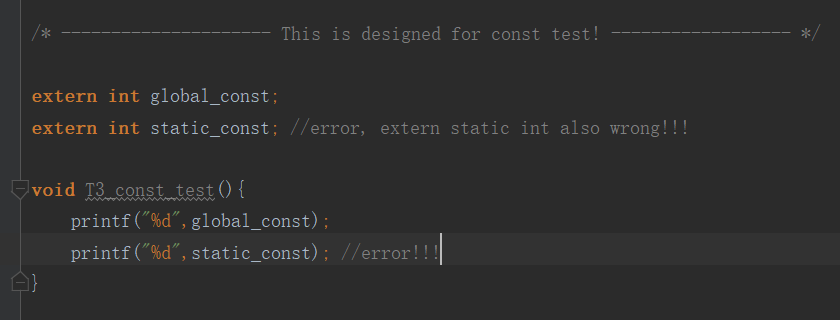 /* --------------------- This is designed for const test! ------------------ */
extern int global_const;
extern int static_const; //error, extern static int also wrong!!!
void T3_const_test(){
printf("%d",global_const);
printf("%d",static_const); //error!!!
}